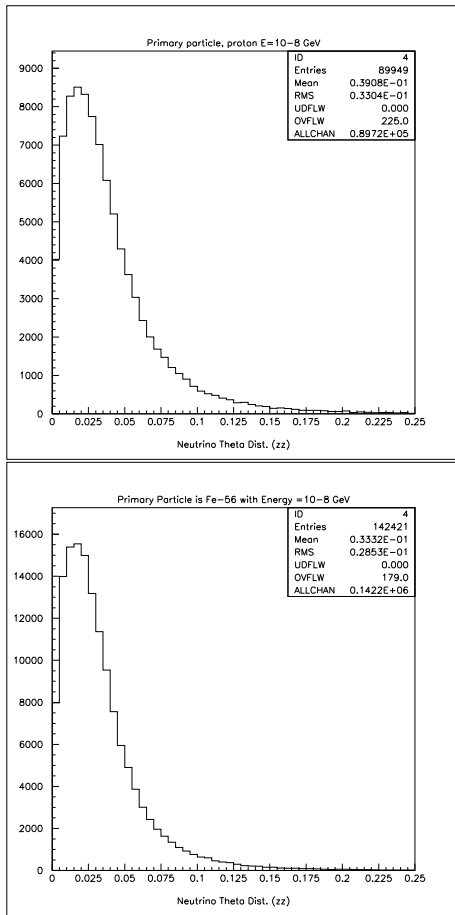 Primary particle, proton E=10-8 GeV
ID 4
Entries 89949
Mean 0.3908E-01
RMS 0.3304E-01
UDFLW 0.000
OVFLW 225.0
ALLCHAN 0.8972E+05
9000
8000
7000
6000
5000
4000
3000
2000
1000
0
0 0.025 0.05 0.075 0.1 0.125 0.15 0.175 0.2 0.225 0.25
Neutrino Theta Dist. (zz)
Primary Particle is Fe-56 with Energy =10-8 GeV
ID 4
Entries 142421
Mean 0.3332E-01
RMS 0.2853E-01
UDFLW 0.000
OVFLW 179.0
ALLCHAN 0.1422E+06
16000
14000
12000
10000
8000
6000
4000
2000
0
0 0.025 0.05 0.075 0.1 0.125 0.15 0.175 0.2 0.225 0.25
Neutrino Theta Dist. (zz)